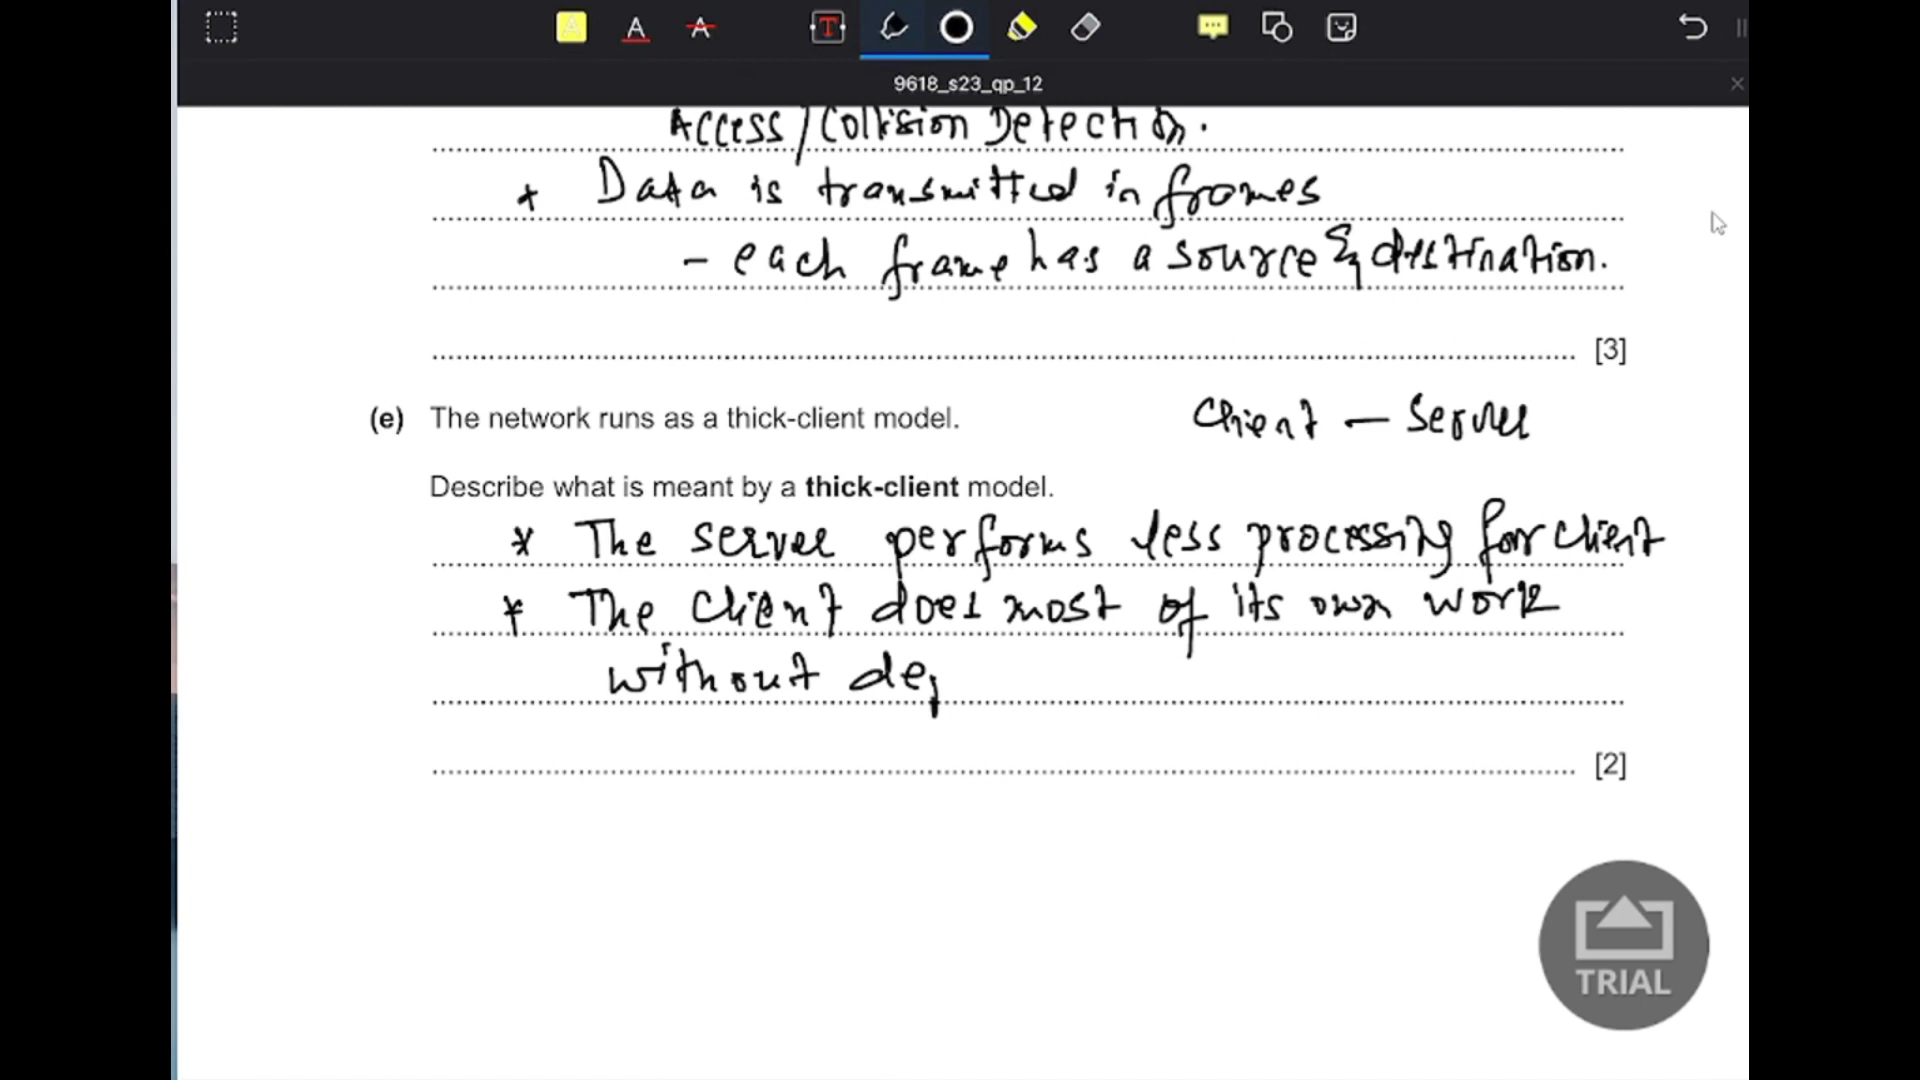 A A A T
9618_s23_qp_12
Access/Collision Detection.
+ Data is transmitted in frames
- each frame has a source & destination.
[3]
(e) The network runs as a thick-client model.
Client — Server
Describe what is meant by a thick-client model.
* The server performs less processing for client
* The client does most of its own work
without dep
[2]
TRIAL